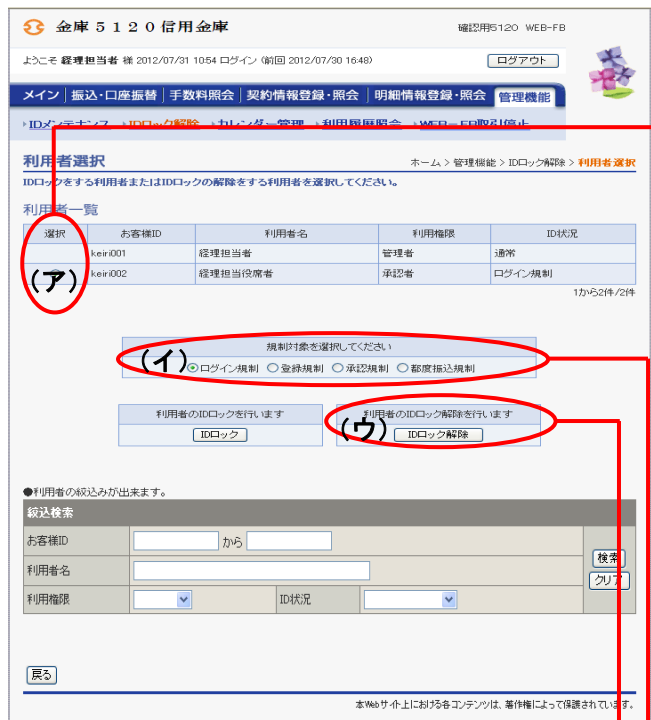 金庫５１２０信用金庫
確認用5120 WEB-FB
ようこそ 経理担当者 様 2012/07/31 10:54 ログイン (前回 2012/07/30 16:48)
ログアウト
メイン 振込・口座振替 手数料照会 契約情報登録・照会 明細情報登録・照会 管理機能
IDメンテナンス IDロック解除 カレンダー管理 利用履歴照会 WEB－FB取引停止
利用者選択
ホーム > 管理機能 > IDロック解除 > 利用者選択
IDロックをする利用者またはIDロックの解除をする利用者を選択してください。
利用者一覧
選択 お客様ID 利用者名 利用権限 ID状況
keiri001 経理担当者 管理者 通常
(ア) keiri002 経理担当役席者 承認者 ログイン規制
1から2件/2件
規制対象を選択してください
(イ) ログイン規制 登録規制 承認規制 都度振込規制
利用者のIDロックを行います 利用者のIDロック解除を行います
IDロック (ウ) IDロック解除
●利用者の絞込みが出来ます。
絞込検索
お客様ID から
利用者名
検索
クリア
利用権限 ID状況
戻る
本Webサイト上における各コンテンツは、著作権によって保護されています。